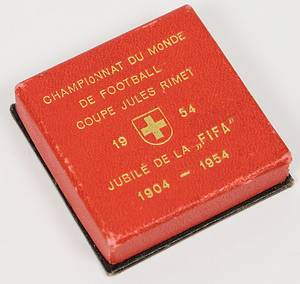 CHAMPIONNAT DU MONDE
DE FOOTBALL
COUPE JULES RIMET
19 54
JUBILÉ DE LA „FIFA"
1904 – 1954